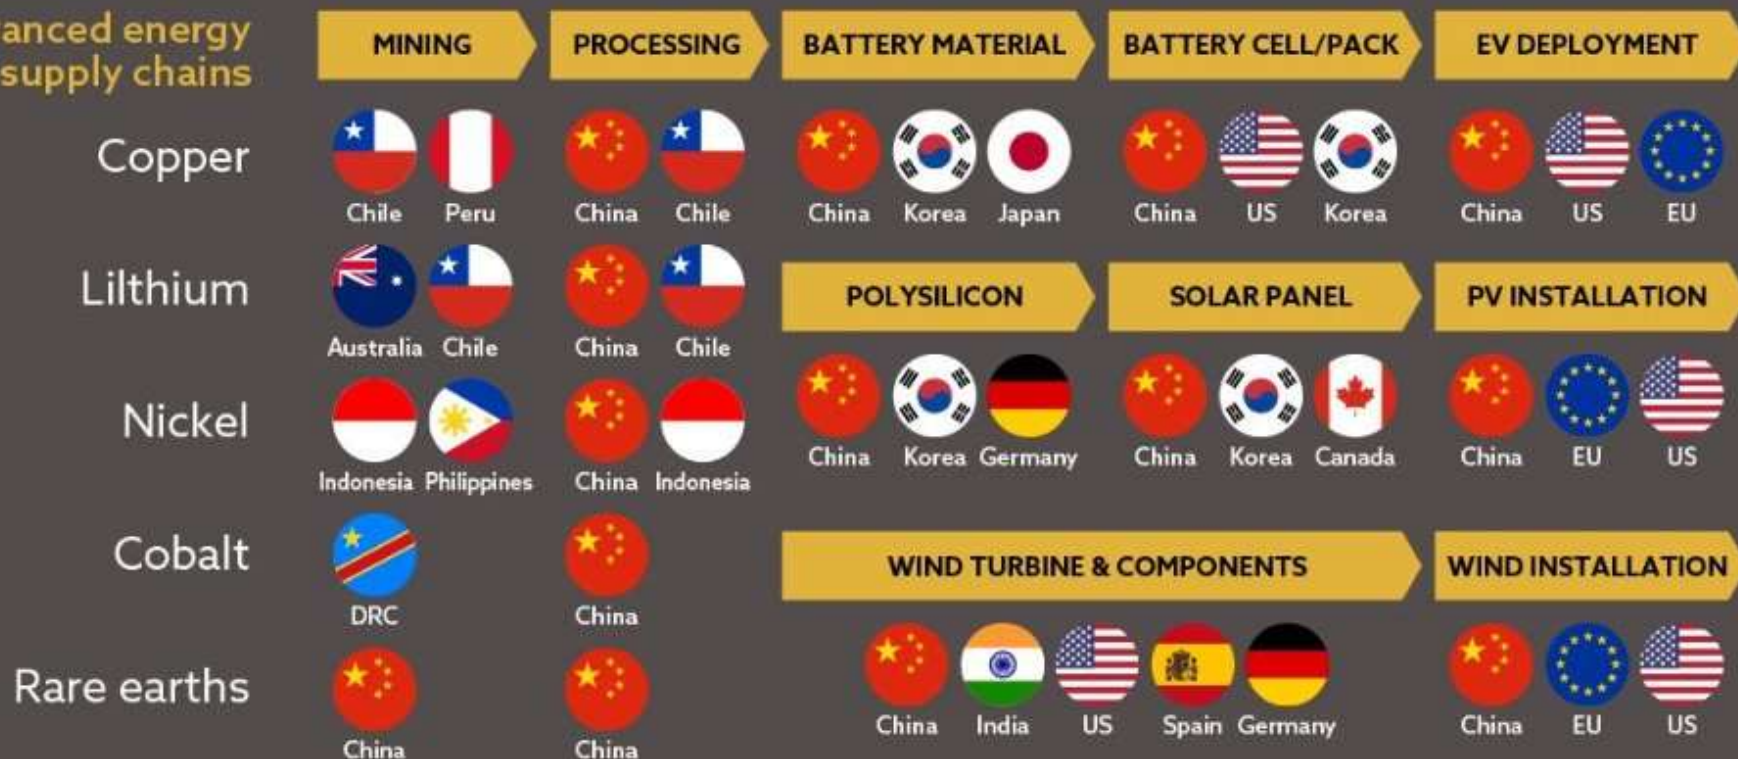 anced energy
supply chains
MINING
PROCESSING
BATTERY MATERIAL
BATTERY CELL/PACK
EV DEPLOYMENT
Copper
Chile Peru China Chile China Korea Japan China US Korea China US EU
Lilthium
Australia Chile China Chile
POLYSILICON
SOLAR PANEL
PV INSTALLATION
Nickel
Indonesia Philippines China Indonesia
China Korea Germany China Korea Canada China EU US
Cobalt
DRC China
WIND TURBINE & COMPONENTS
WIND INSTALLATION
Rare earths
China China
China India US Spain Germany China EU US